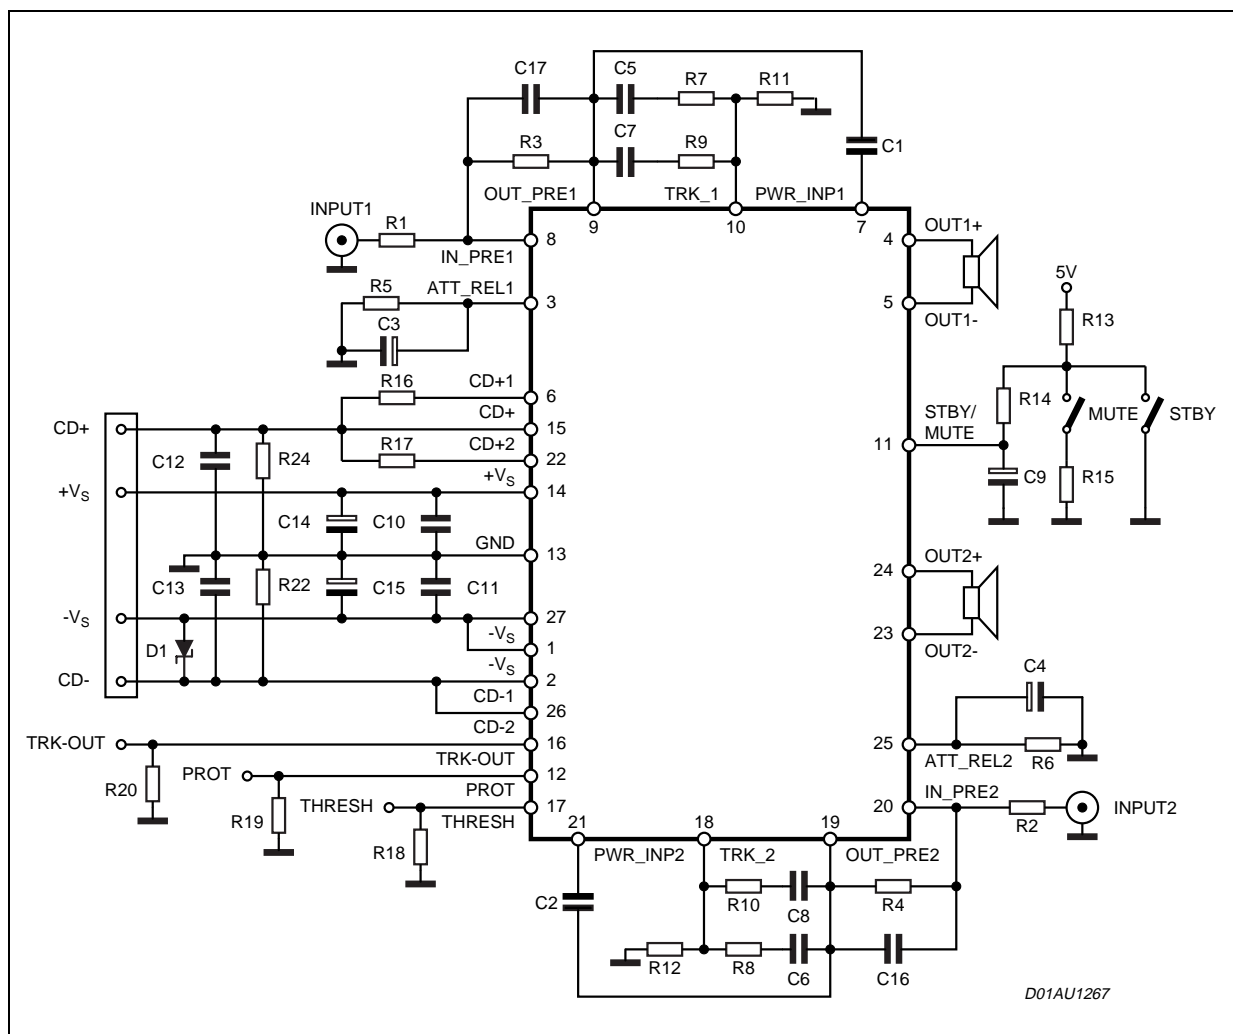 C17
C5
R7
R11
R3
C7
R9
C1
OUT_PRE1
TRK_1
PWR_INP1
INPUT1
R1
9
10
7
8
IN_PRE1
4
OUT1+
R5
ATT_REL1
3
C3
5
OUT1-
5V
R13
R16
CD+1
6
CD+
CD+
15
R17
CD+2
22
C12
R24
+VS
+VS
14
STBY/
MUTE
11
R14
MUTE
STBY
C9
R15
C14
C10
GND
13
C13
R22
C15
C11
OUT2+
24
-VS
27
-VS
1
D1
-VS
23
OUT2-
CD-
2
CD-1
26
CD-2
C4
TRK-OUT
16
TRK-OUT
25
ATT_REL2
R6
R20
PROT
12
PROT
R19
THRESH
17
THRESH
R18
IN_PRE2
20
R2
INPUT2
21
18
19
PWR_INP2
TRK_2
OUT_PRE2
C2
R10
C8
R4
R12
R8
C6
C16
D01AU1267